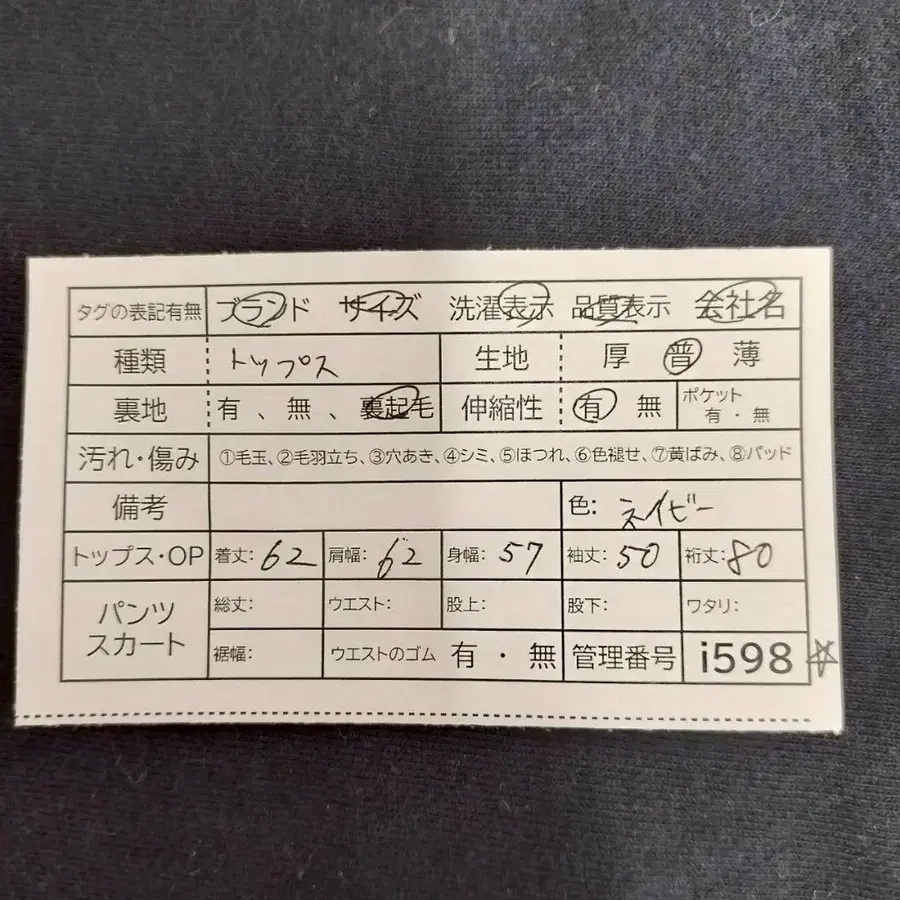 タグの表記有無 ブランド サイズ 洗濯表示 品質表示 会社名
種類 トップス 生地 厚 普 薄
裏地 有、無、裏起毛 伸縮性 有 無 ポケット 有・無
汚れ・傷み ①毛玉、②毛羽立ち、③穴あき、④シミ、⑤ほつれ、⑥色褪せ、⑦黄ばみ、⑧パッド
備考 色: ネイビー
トップス・OP 着丈: 62 肩幅: 62 身幅: 57 袖丈: 50 裄丈: 80
パンツ スカート 総丈: ウエスト: 股上: 股下: ワタリ:
裾幅: ウエストのゴム 有・無 管理番号 i598☆